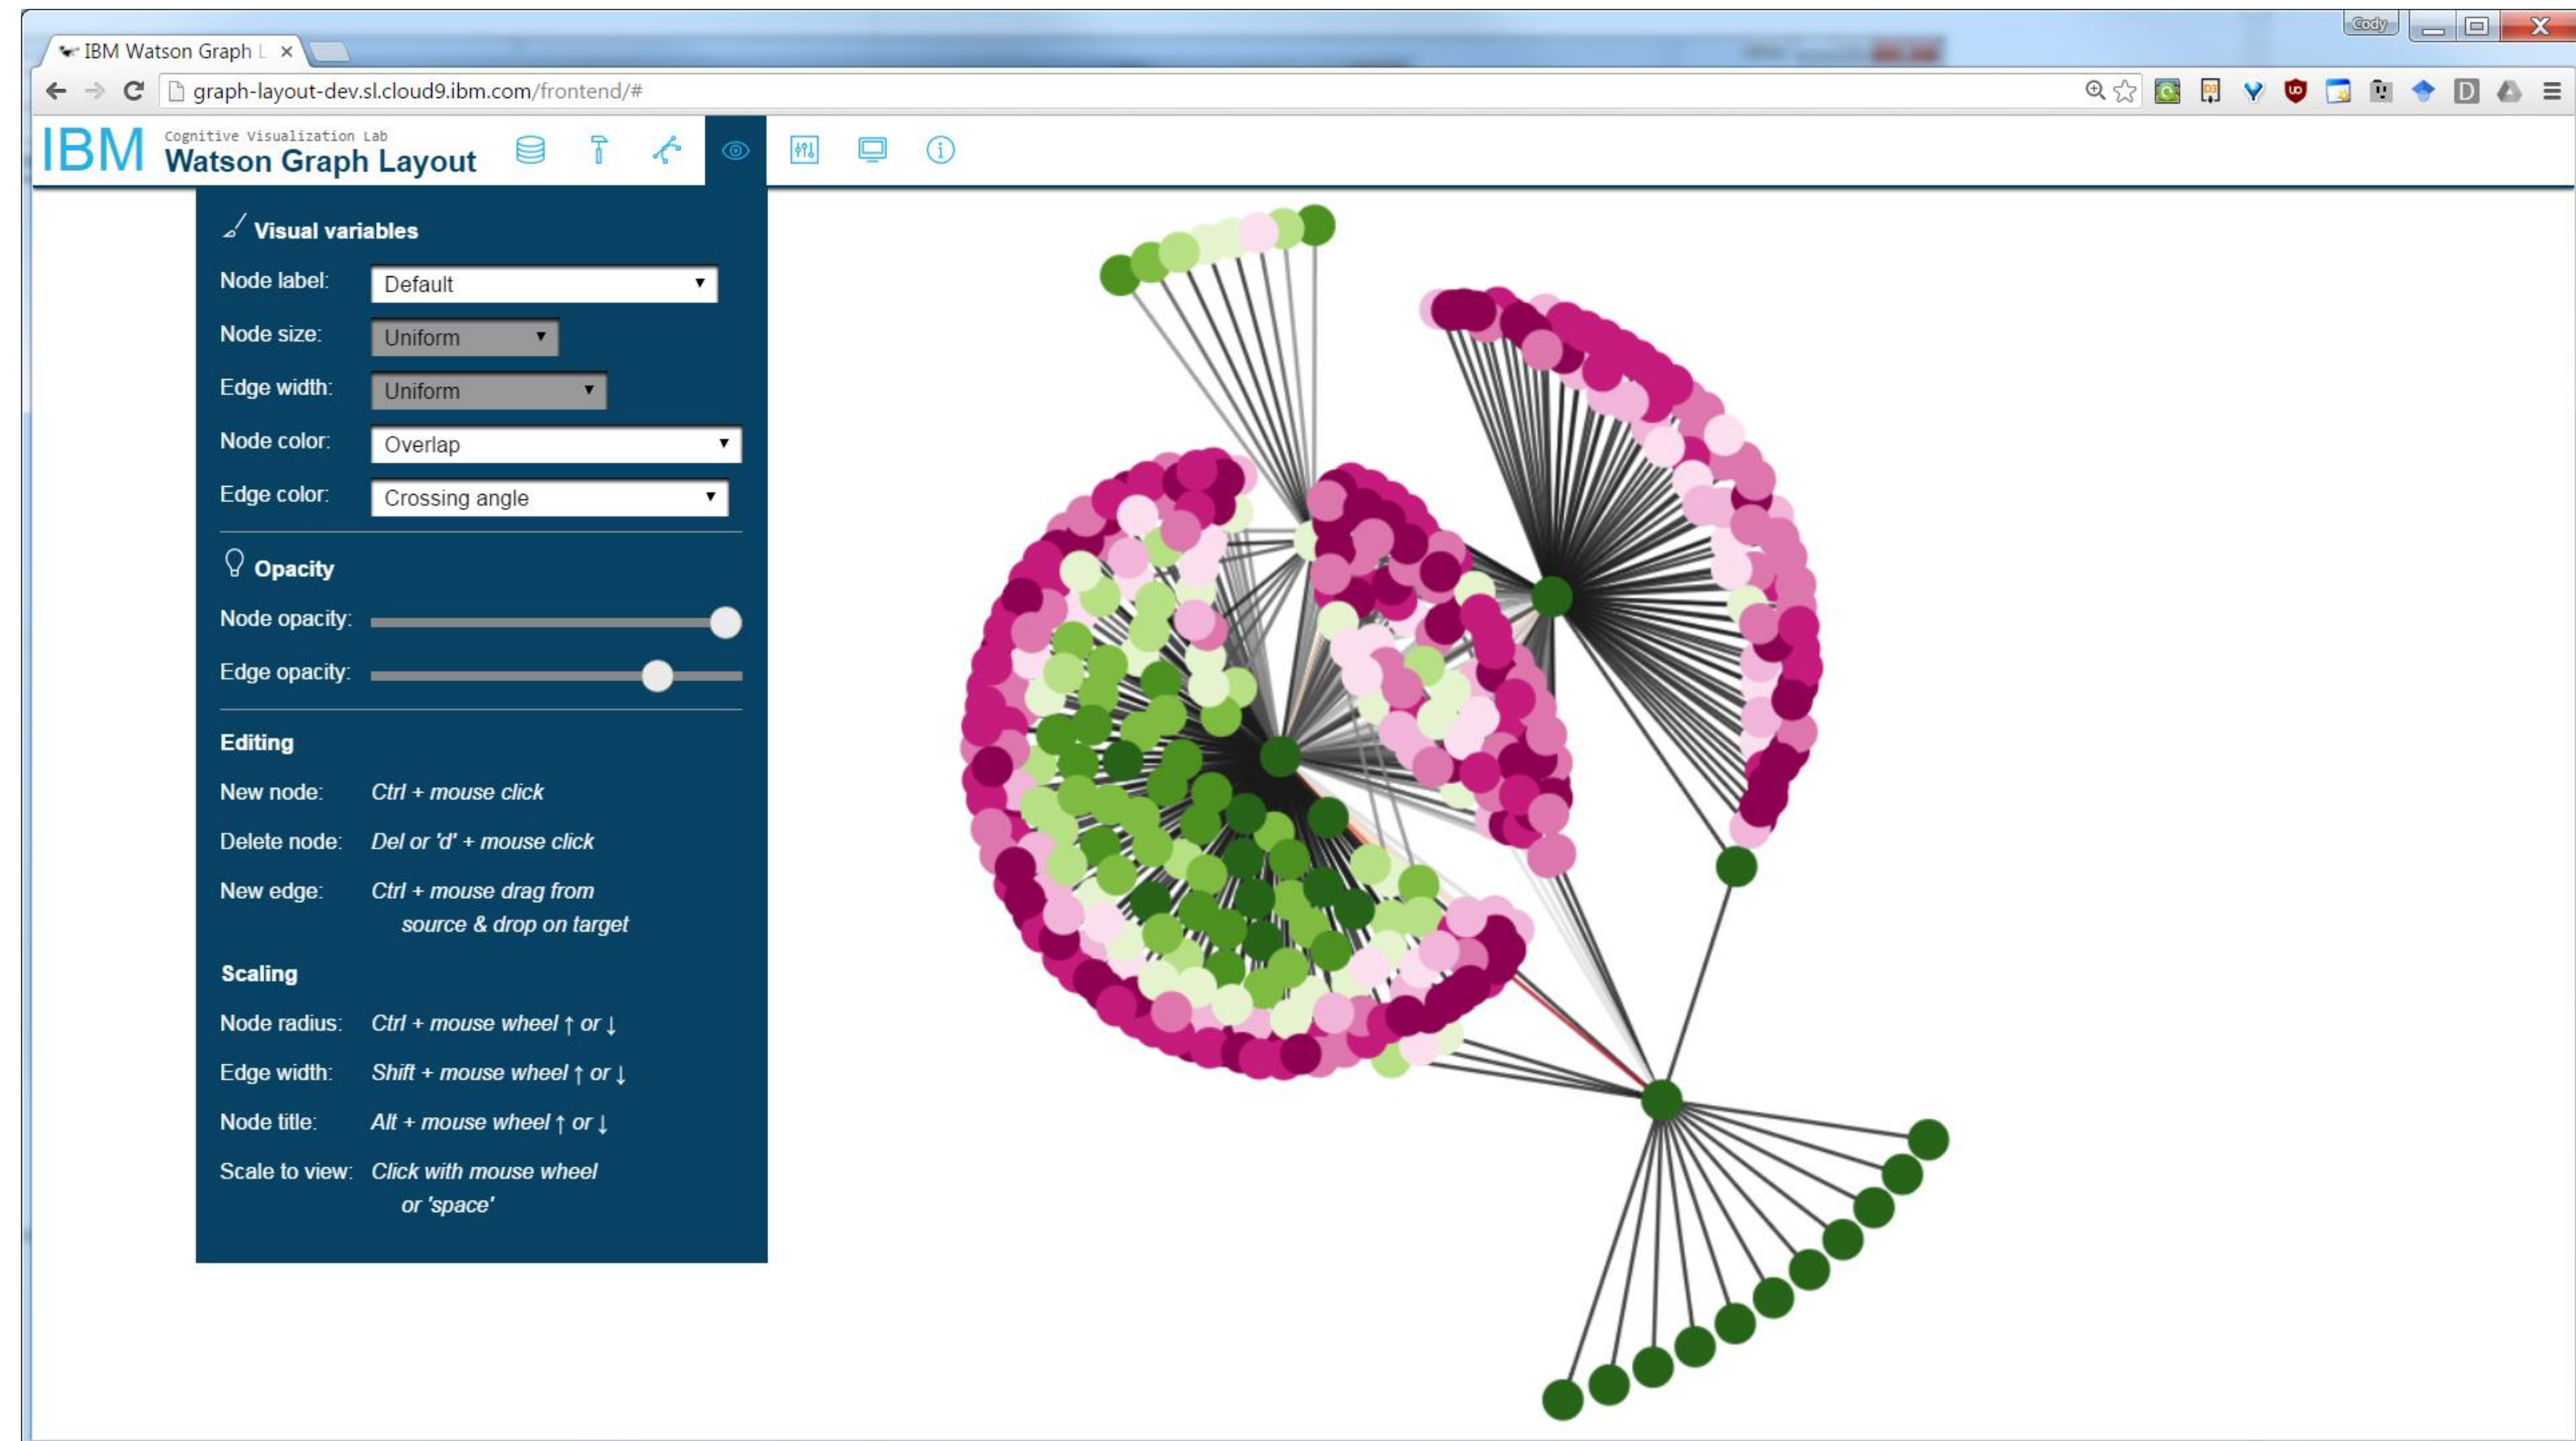 Cody
IBM Watson Graph L
graph-layout-dev.sl.cloud9.ibm.com/frontend/#
IBM
Cognitive Visualization Lab
Watson Graph Layout
Visual variables
Node label: Default
Node size: Uniform
Edge width: Uniform
Node color: Overlap
Edge color: Crossing angle
Opacity
Node opacity:
Edge opacity:
Editing
New node: Ctrl + mouse click
Delete node: Del or 'd' + mouse click
New edge: Ctrl + mouse drag from
source & drop on target
Scaling
Node radius: Ctrl + mouse wheel ↑ or ↓
Edge width: Shift + mouse wheel ↑ or ↓
Node title: Alt + mouse wheel ↑ or ↓
Scale to view: Click with mouse wheel
or 'space'